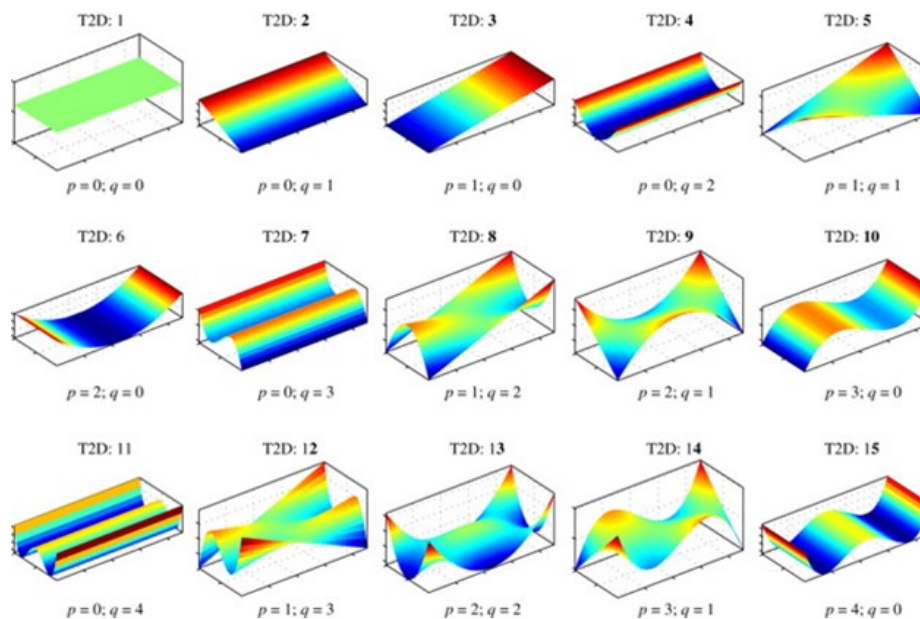 T2D: 1 T2D: 2 T2D: 3 T2D: 4 T2D: 5
p = 0; q = 0 p = 0; q = 1 p = 1; q = 0 p = 0; q = 2 p = 1; q = 1
T2D: 6 T2D: 7 T2D: 8 T2D: 9 T2D: 10
p = 2; q = 0 p = 0; q = 3 p = 1; q = 2 p = 2; q = 1 p = 3; q = 0
T2D: 11 T2D: 12 T2D: 13 T2D: 14 T2D: 15
p = 0; q = 4 p = 1; q = 3 p = 2; q = 2 p = 3; q = 1 p = 4; q = 0